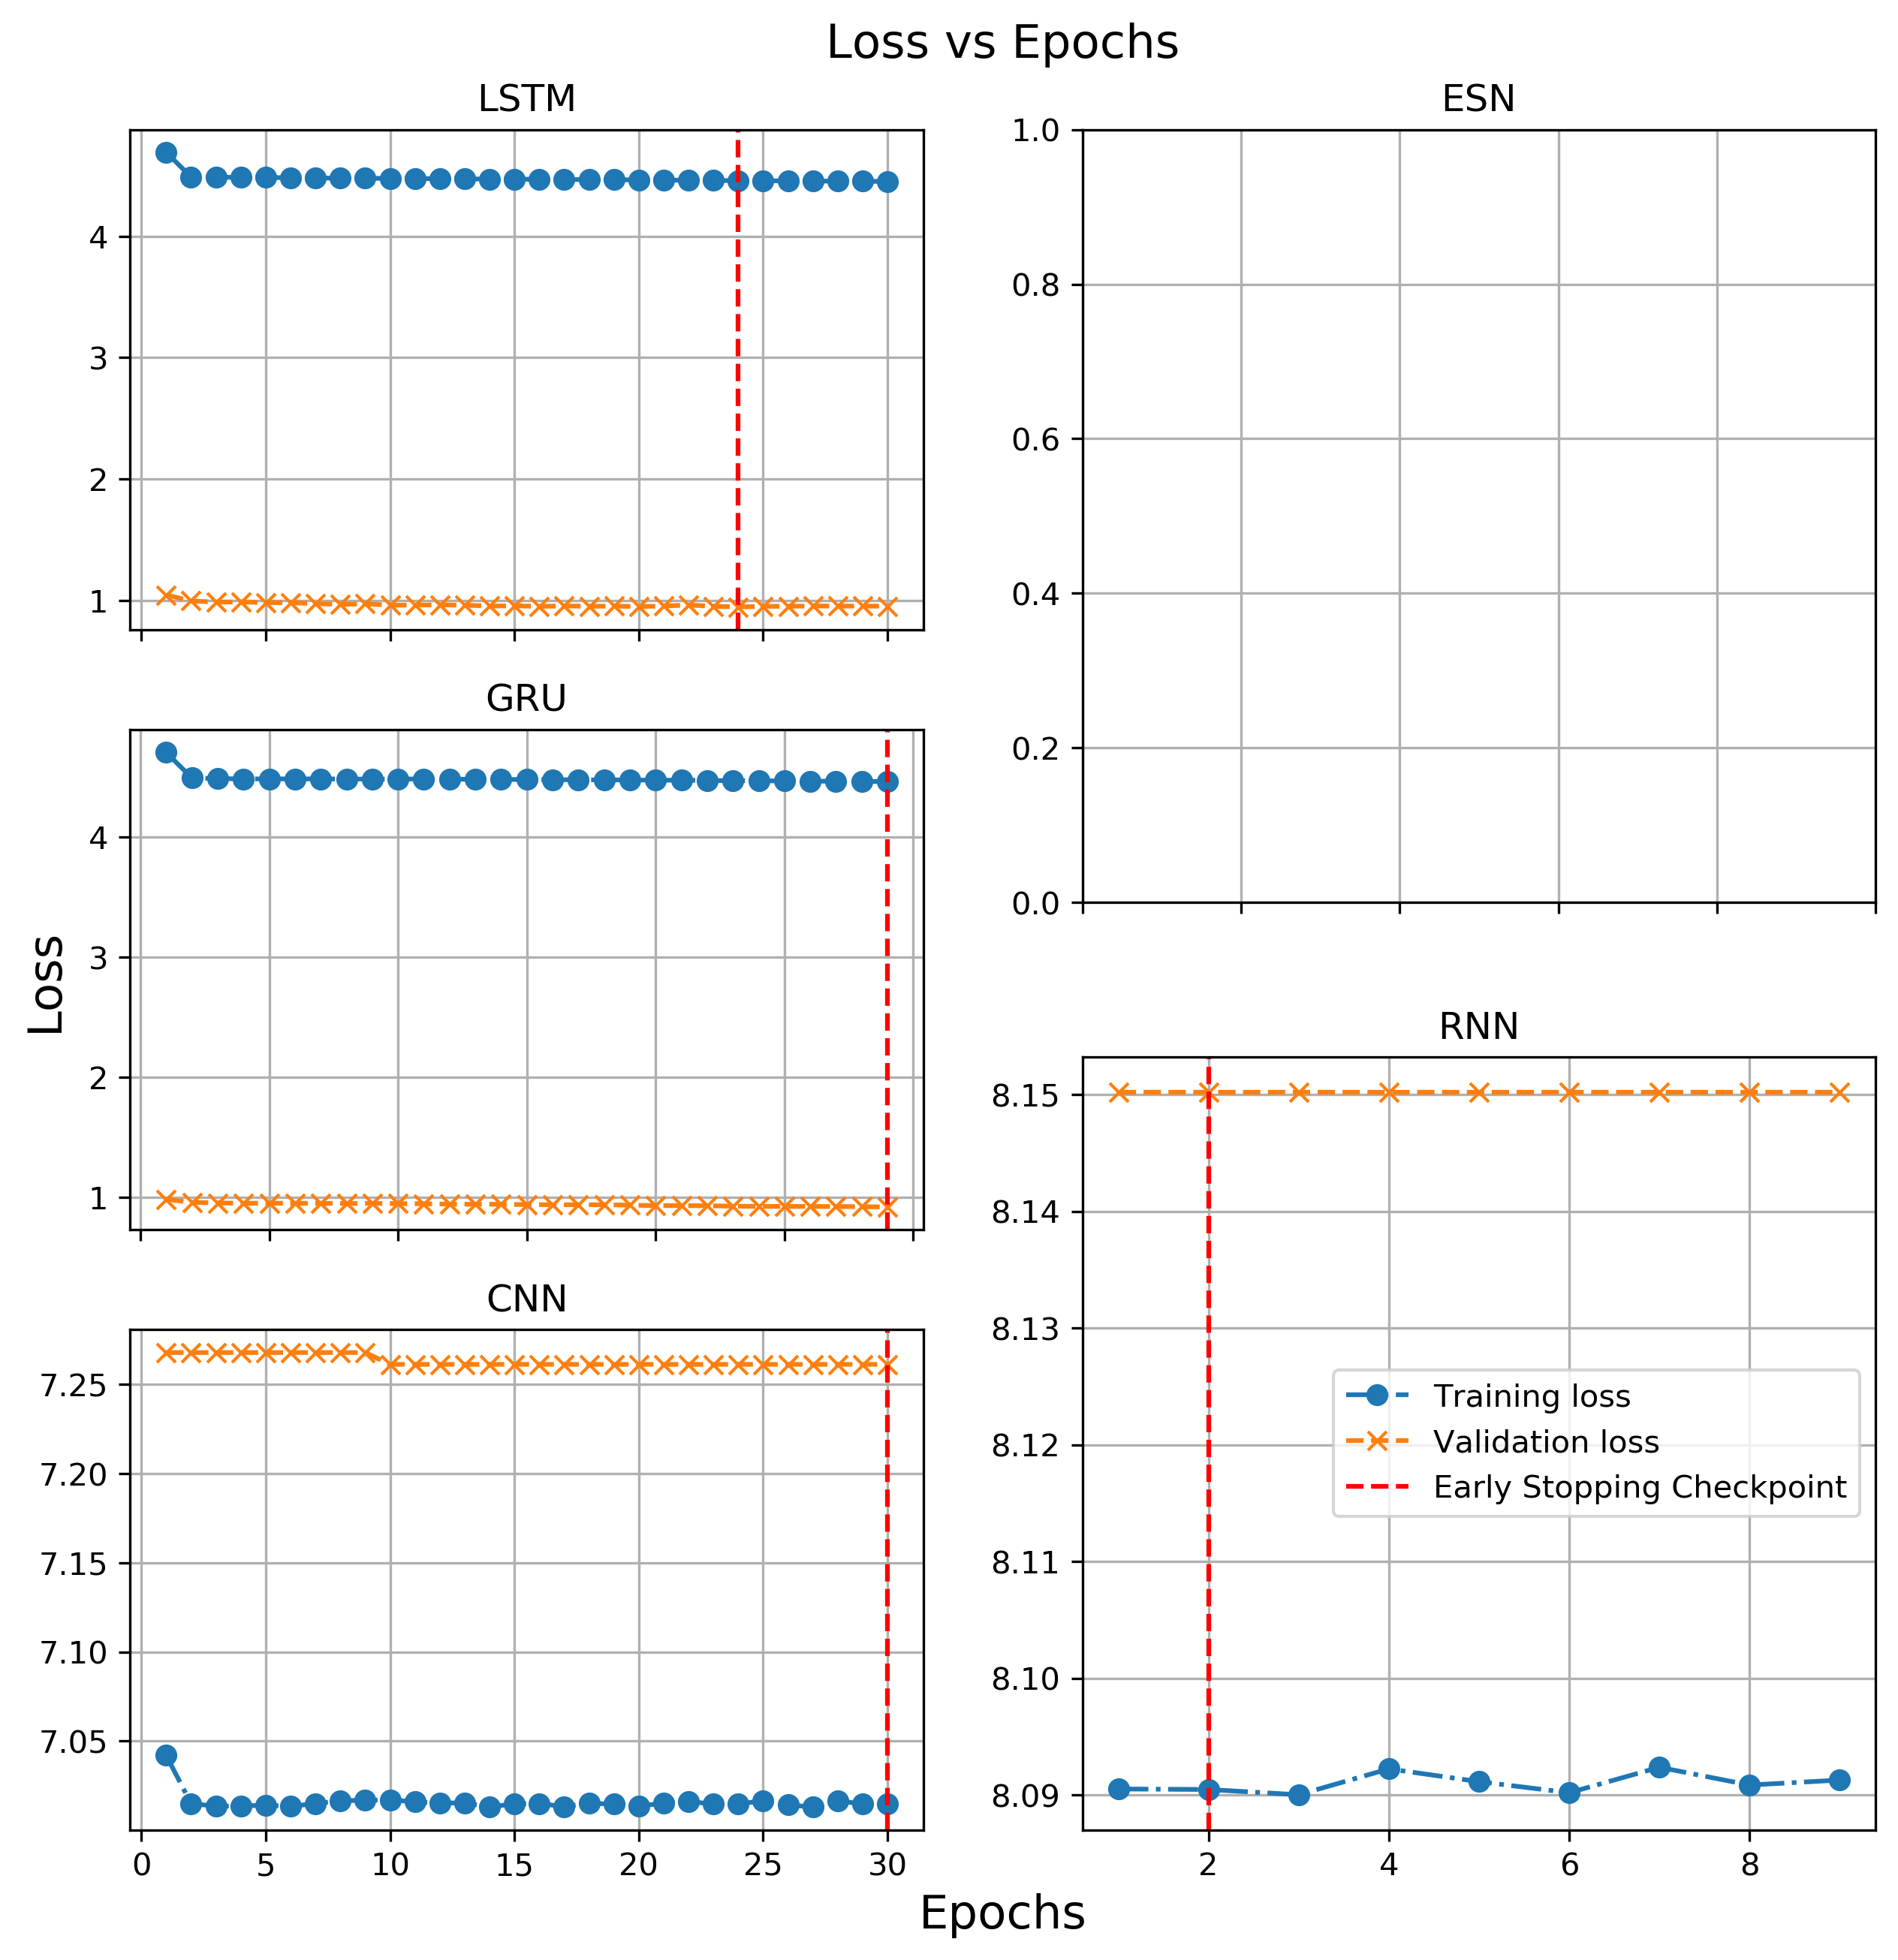 Loss vs Epochs
LSTM
4
3
2
1
GRU
4
3
2
1
CNN
7.25
7.20
7.15
7.10
7.05
0 5 10 15 20 25 30
Loss
ESN
1.0
0.8
0.6
0.4
0.2
0.0
RNN
8.15
8.14
8.13
8.12
8.11
8.10
8.09
Training loss
Validation loss
Early Stopping Checkpoint
2 4 6 8
Epochs